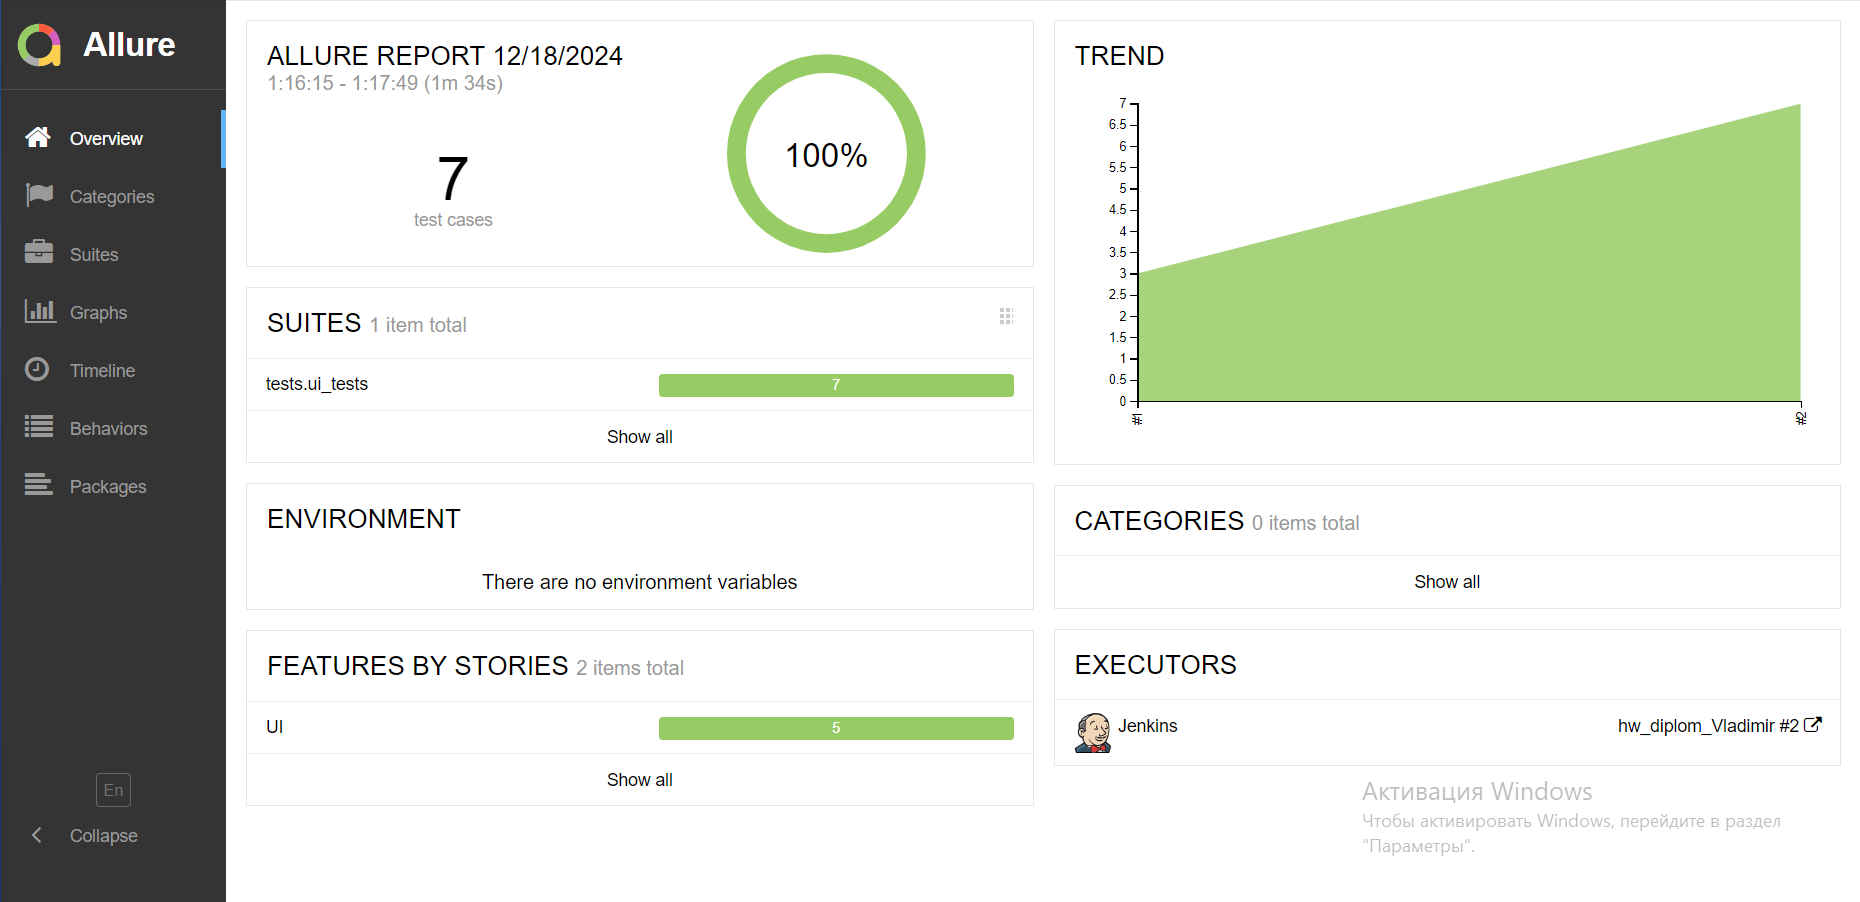 Allure
Overview
Categories
Suites
Graphs
Timeline
Behaviors
Packages
En
Collapse
ALLURE REPORT 12/18/2024
1:16:15 - 1:17:49 (1m 34s)
7
test cases
100%
SUITES 1 item total
tests.ui_tests 7
Show all
ENVIRONMENT
There are no environment variables
FEATURES BY STORIES 2 items total
UI 5
Show all
TREND
7
6.5
6
5.5
5
4.5
4
3.5
3
2.5
2
1.5
1
0.5
0
#1
#2
CATEGORIES 0 items total
Show all
EXECUTORS
Jenkins hw_diplom_Vladimir #2
Активация Windows
Чтобы активировать Windows, перейдите в раздел
"Параметры".